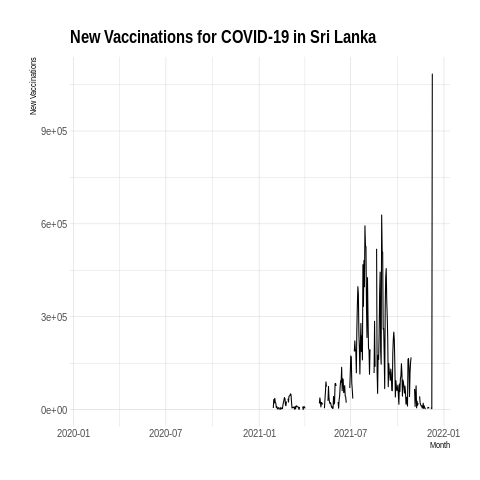 New Vaccinations for COVID-19 in Sri Lanka
New Vaccinations
9e+05
6e+05
3e+05
0e+00
2020-01 2020-07 2021-01 2021-07 2022-01
Month